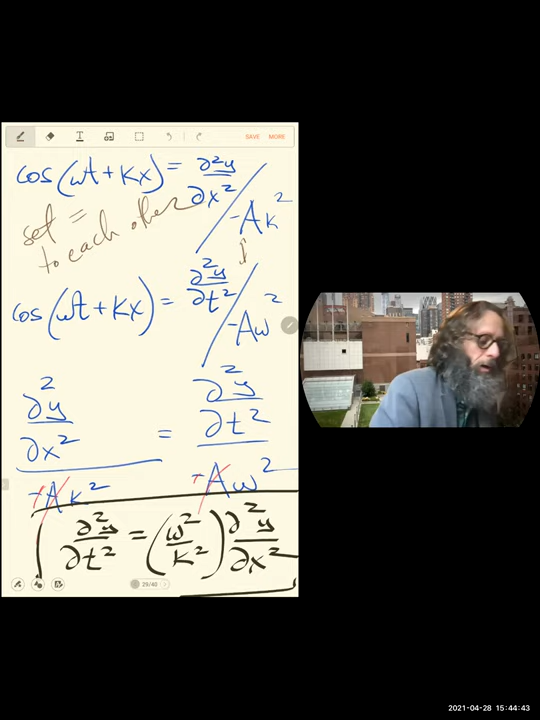 SAVE MORE
cos(ωt+kx) = ∂²y/∂x² / -Ak²
set =
to each other
cos(ωt+kx) = ∂²y/∂t² / -Aω²
∂²y/∂x² / -Ak² = ∂²y/∂t² / -Aω²
∂²y/∂t² = (ω²/k²) ∂²y/∂x²
29/40
2021-04-28 15:44:43